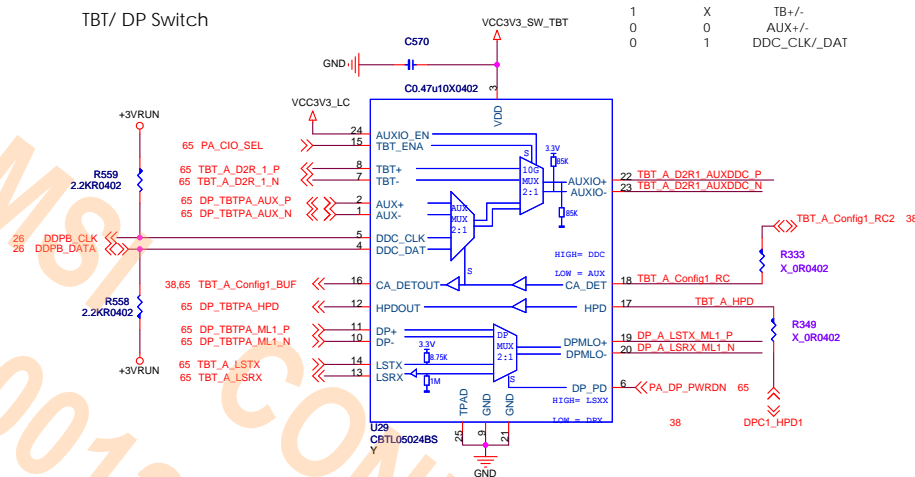 TBT/ DP Switch
1 X TB+/-
0 0 AUX+/-
0 1 DDC_CLK/_DAT
VCC3V3_SW_TBT
C570
GND
C0.47u10X0402
VCC3V3_LC
3
VDD
+3VRUN
24 AUXIO_EN
65 PA_CIO_SEL 15 TBT_ENA
S
3.3V
85K
R559
2.2KR0402
65 TBT_A_D2R_1_P 8 TBT+
65 TBT_A_D2R_1_N 7 TBT-
10G
MUX
2:1
AUXIO+ 22 TBT_A_D2R1_AUXDDC_P
AUXIO- 23 TBT_A_D2R1_AUXDDC_N
65 DP_TBTPA_AUX_P 2 AUX+
65 DP_TBTPA_AUX_N 1 AUX-
AUX
MUX
2:1
85K
TBT_A_Config1_RC2 38
26 DDPB_CLK 5 DDC_CLK
26 DDPB_DATA 4 DDC_DAT
HIGH= DDC
LOW = AUX
S
R333
X_0R0402
38,65 TBT_A_Config1_BUF 16 CA_DETOUT
CA_DET 18 TBT_A_Config1_RC
R558
2.2KR0402
65 DP_TBTPA_HPD 12 HPDOUT
HPD 17 TBT_A_HPD
65 DP_TBTPA_ML1_P 11 DP+
65 DP_TBTPA_ML1_N 10 DP-
DP
MUX
2:1
DPMLO+ 19 DP_A_LSTX_ML1_P
DPMLO- 20 DP_A_LSRX_ML1_N
R349
X_0R0402
3.3V
8.75K
+3VRUN
65 TBT_A_LSTX 14 LSTX
65 TBT_A_LSRX 13 LSRX
1M
S
DP_PD 6 PA_DP_PWRDN 65
HIGH= LSXX
LOW = DPX
TPAD
GND
GND
38 DPC1_HPD1
U29
CBTL05024BS
Y
25
9
21
GND
MSI
CON